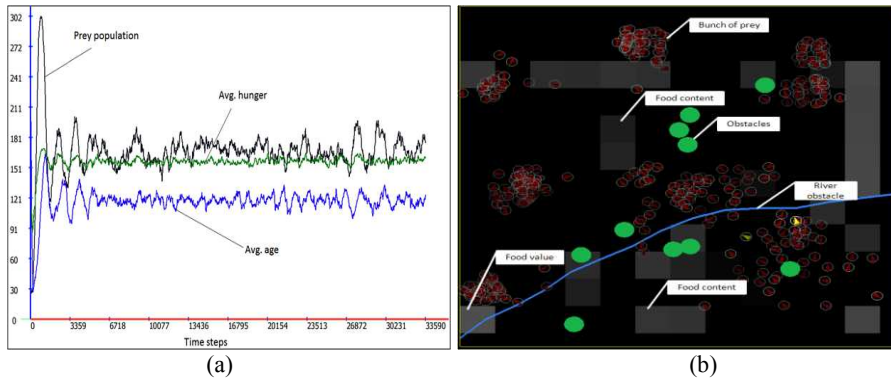 302
272
241
211
181
151
121
91
60
30
0
Prey population
Avg. hunger
Avg. age
0 3359 6718 10077 13436 16795 20154 23513 26872 30231 33590
Time steps
(a)
Bunch of prey
Food content
Obstacles
River
obstacle
Food value
Food content
(b)